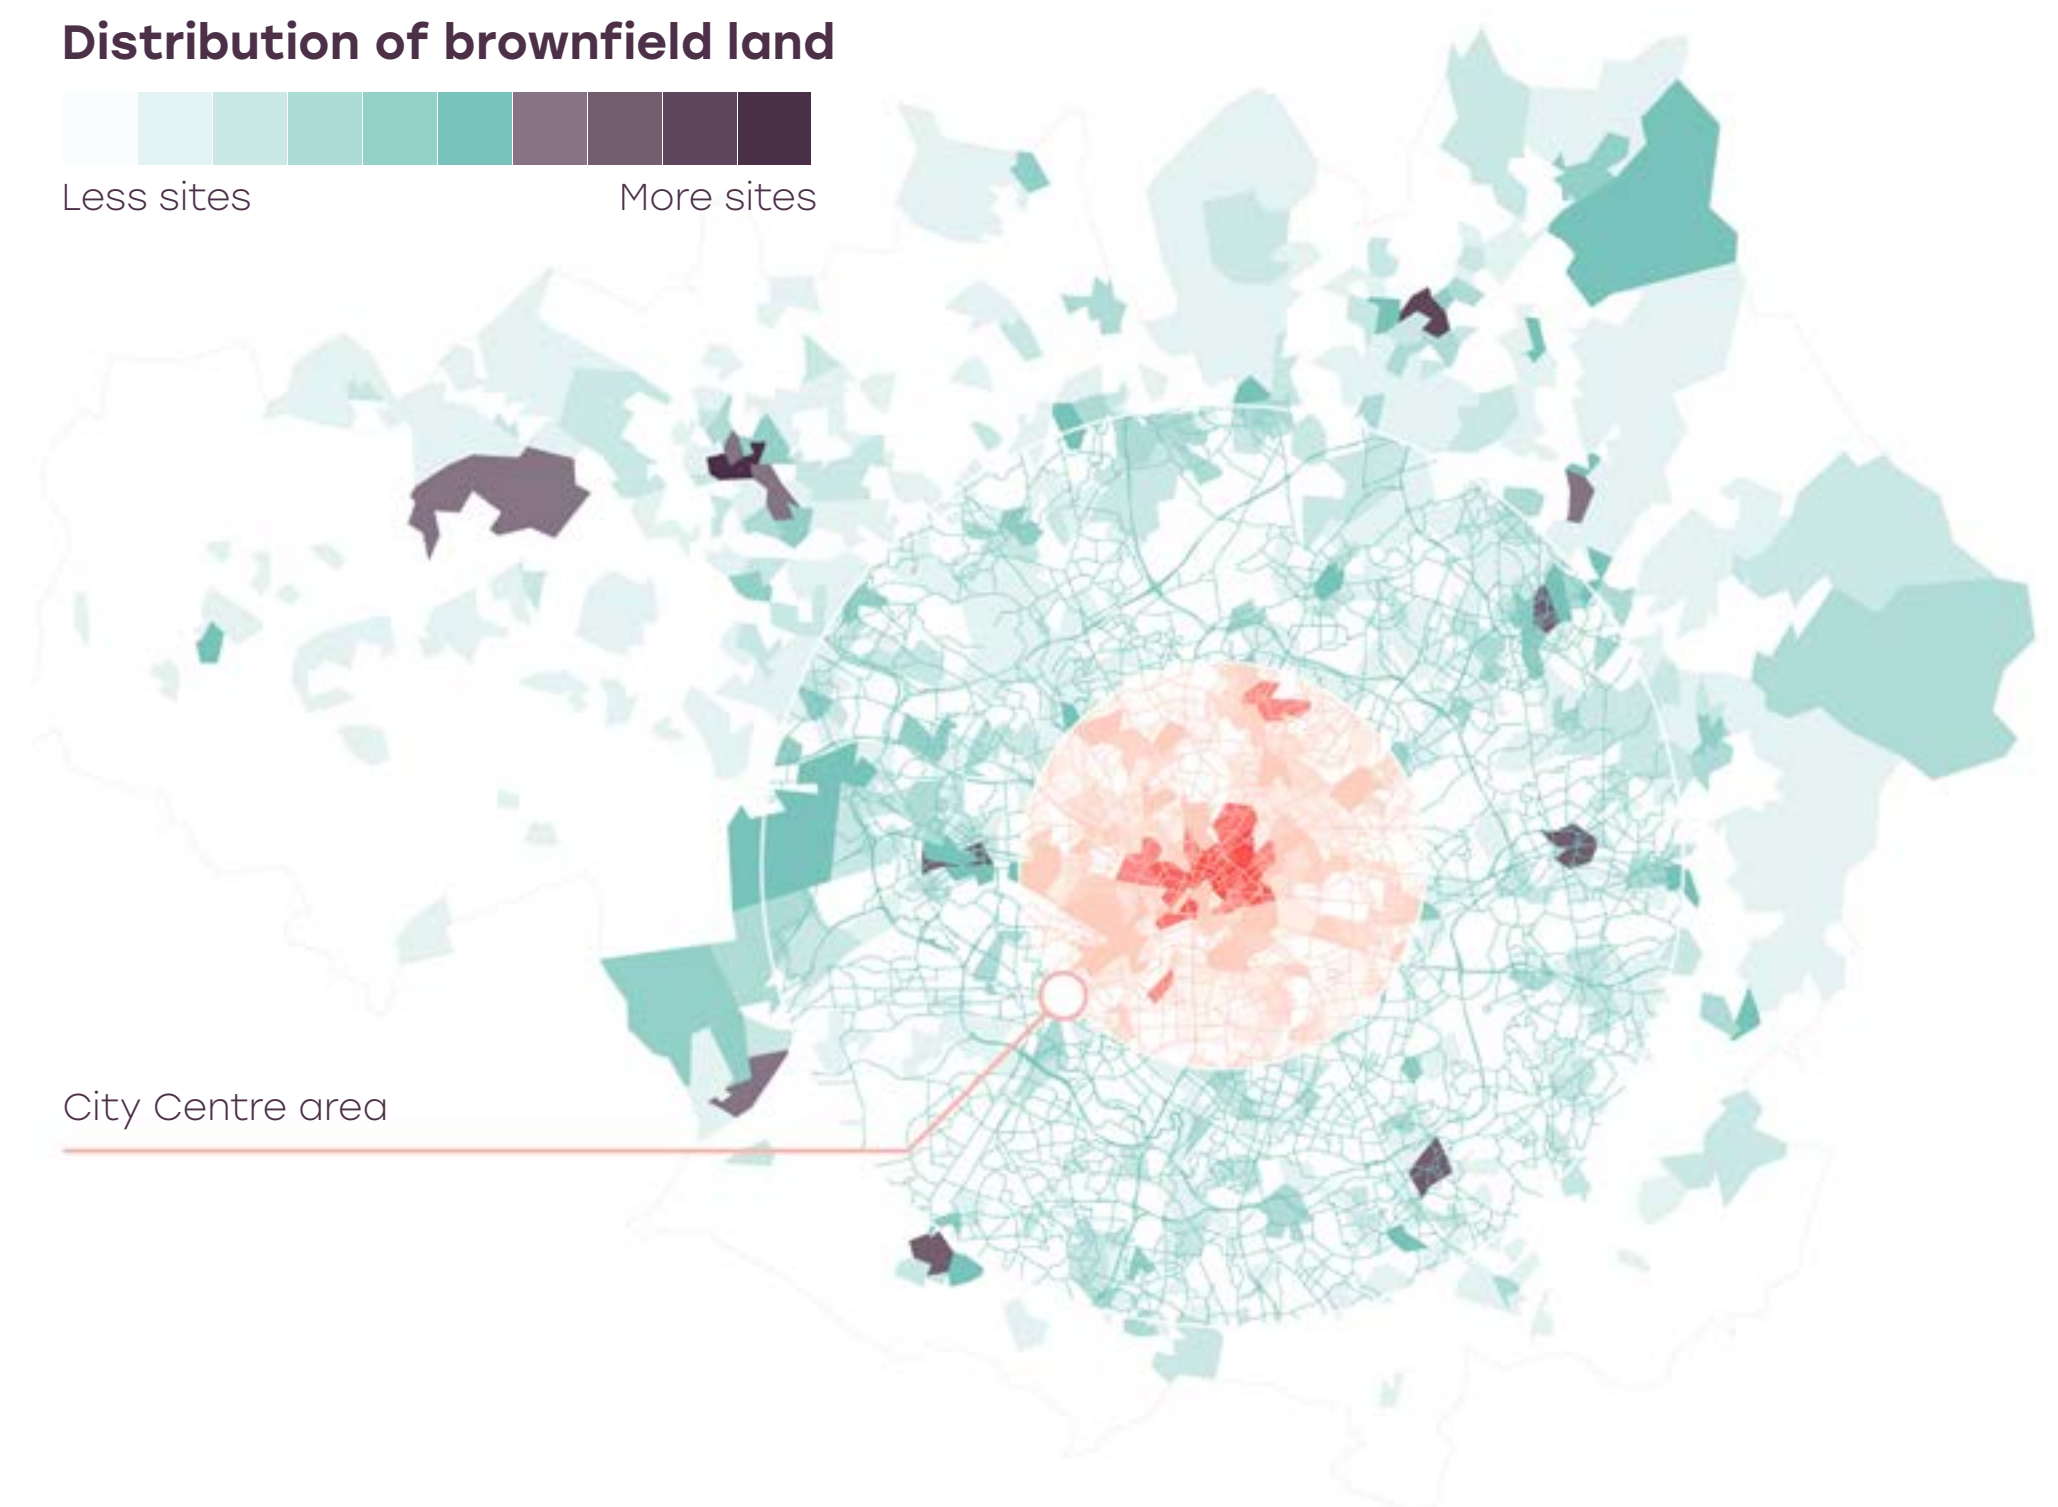 Distribution of brownfield land
Less sites
More sites
City Centre area